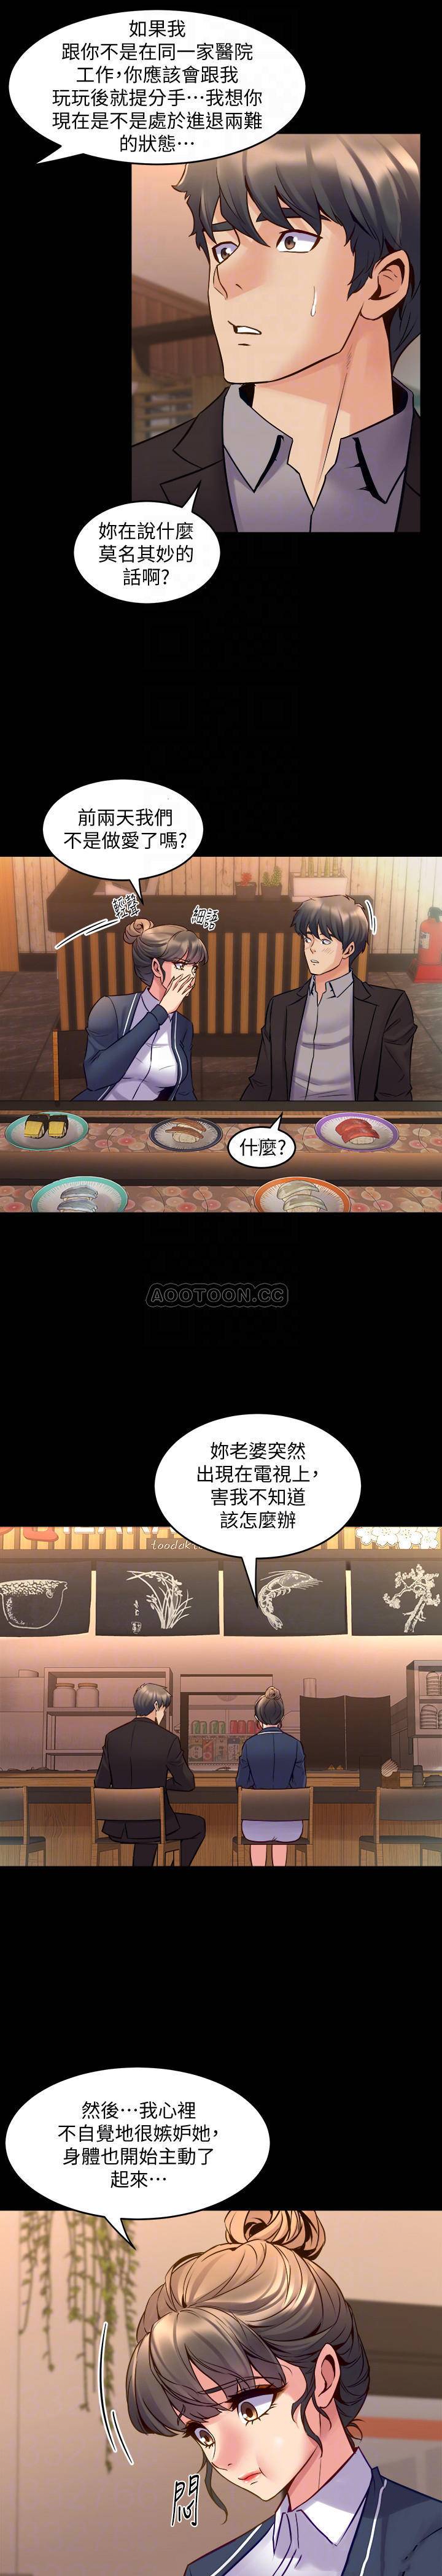 如果我
跟你不是在同一家醫院
工作，你應該會跟我
玩玩後就提分手…我想你
現在是不是處於進退兩難
的狀態…
妳在說什麼
莫名其妙的
話啊?
前兩天我們
不是做愛了嗎?
輕聲
細語
什麼?
AOOTOON.CC
妳老婆突然
出現在電視上，
害我不知道
該怎麼辦
然後…我心裡
不自覺地很嫉妒她，
身體也開始主動了
起來…
悶